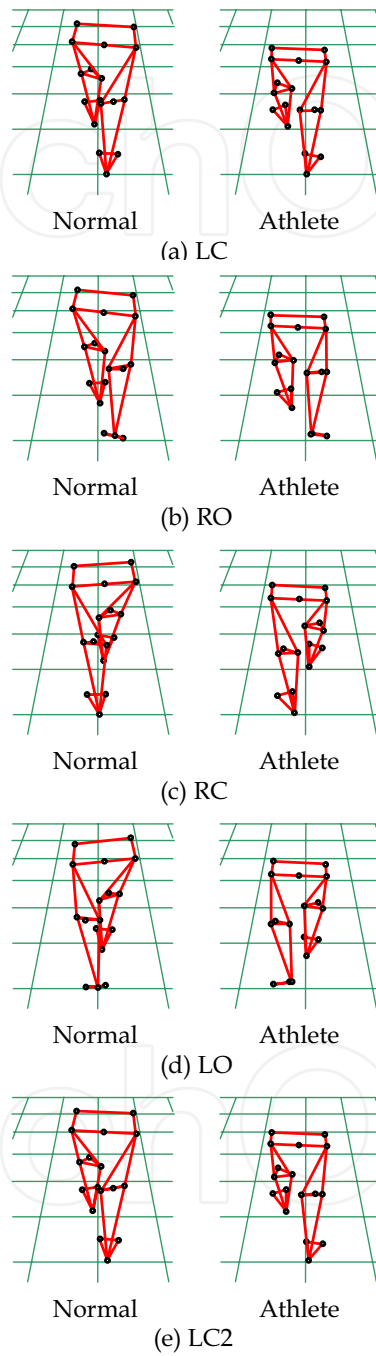 Normal Athlete
(a) LC
Normal Athlete
(b) RO
Normal Athlete
(c) RC
Normal Athlete
(d) LO
Normal Athlete
(e) LC2